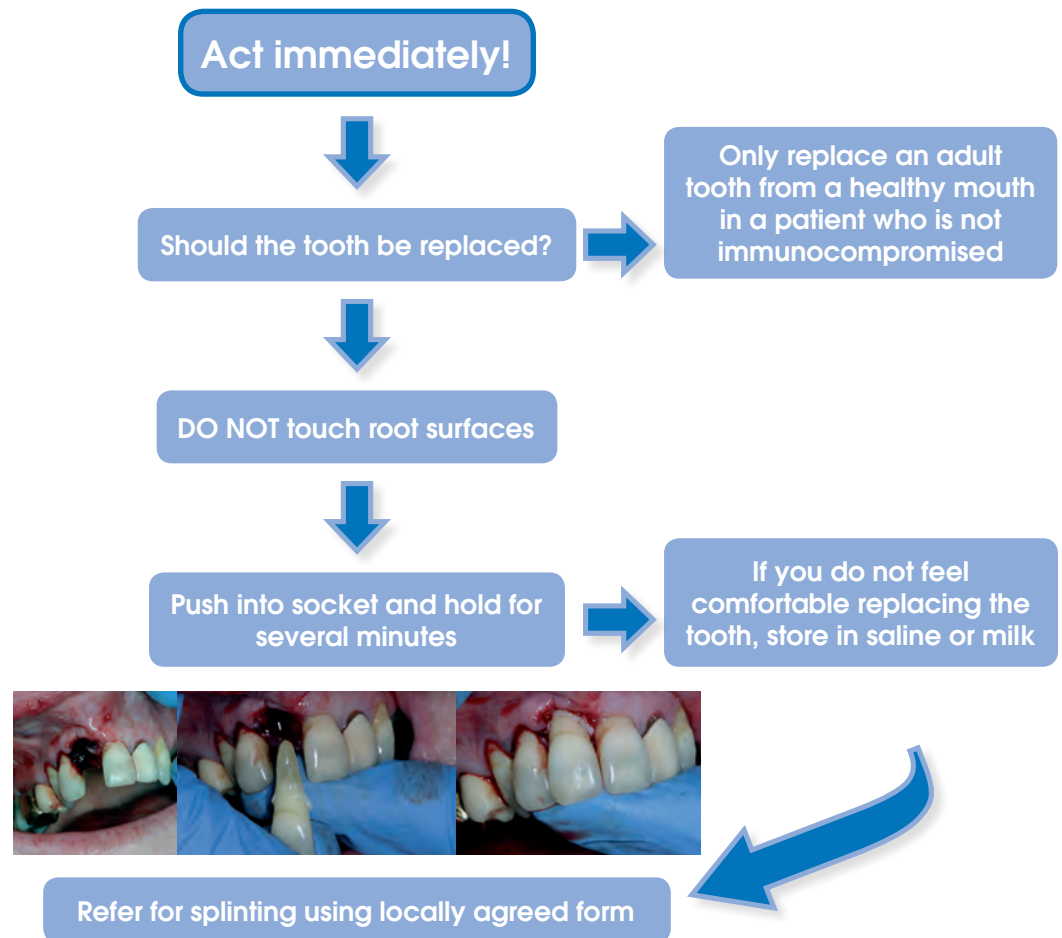 Act immediately!
Should the tooth be replaced?
Only replace an adult
tooth from a healthy mouth
in a patient who is not
immunocompromised
DO NOT touch root surfaces
Push into socket and hold for
several minutes
If you do not feel
comfortable replacing the
tooth, store in saline or milk
Refer for splinting using locally agreed form